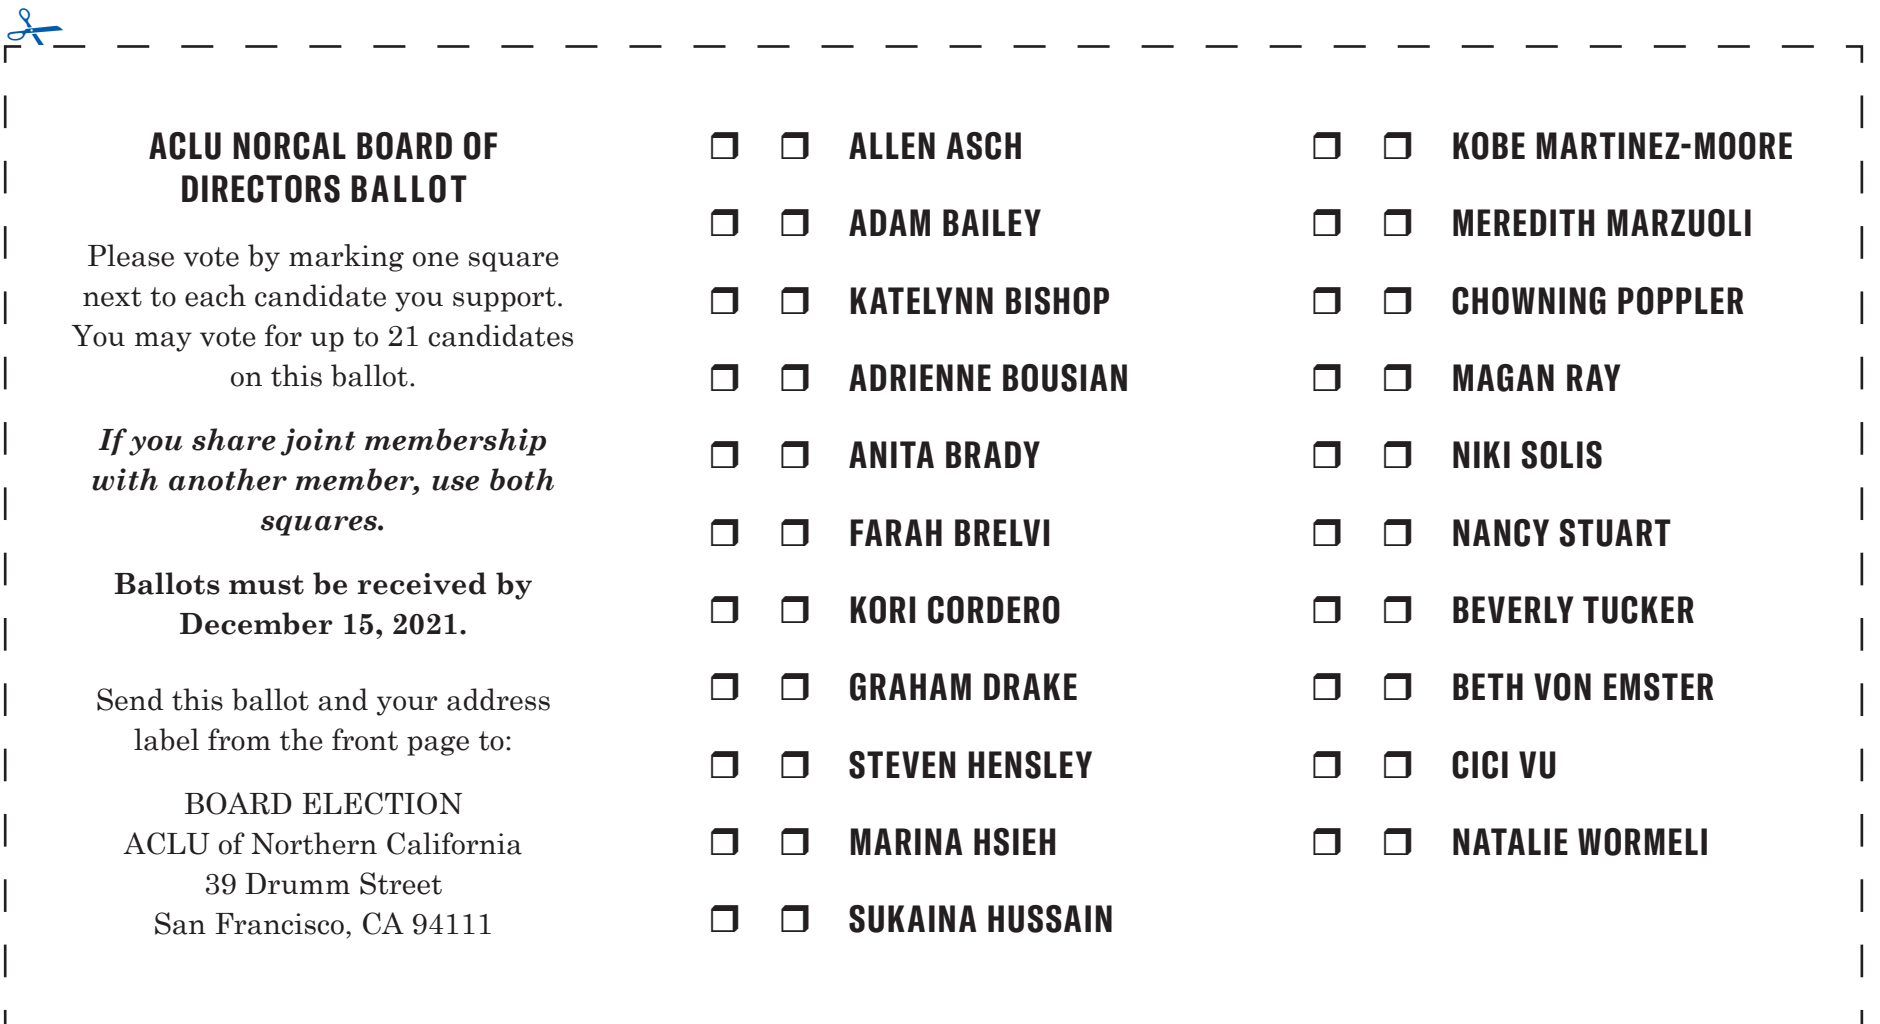 ACLU NORCAL BOARD OF
DIRECTORS BALLOT
Please vote by marking one square
next to each candidate you support.
You may vote for up to 21 candidates
on this ballot.
If you share joint membership
with another member, use both
squares.
Ballots must be received by
December 15, 2021.
Send this ballot and your address
label from the front page to:
BOARD ELECTION
ACLU of Northern California
39 Drumm Street
San Francisco, CA 94111
ALLEN ASCH
ADAM BAILEY
KATELYNN BISHOP
ADRIENNE BOUSIAN
ANITA BRADY
FARAH BRELVI
KORI CORDERO
GRAHAM DRAKE
STEVEN HENSLEY
MARINA HSIEH
SUKAINA HUSSAIN
KOBE MARTINEZ-MOORE
MEREDITH MARZUOLI
CHOWNING POPPLER
MAGAN RAY
NIKI SOLIS
NANCY STUART
BEVERLY TUCKER
BETH VON EMSTER
CICI VU
NATALIE WORMELI